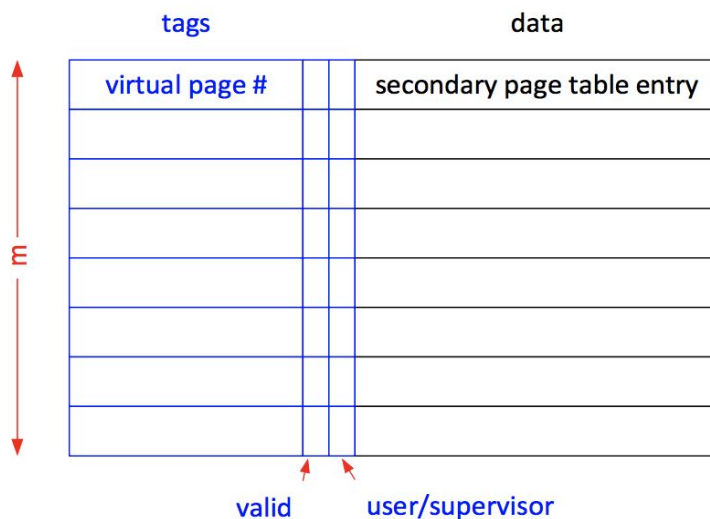 tags data
virtual page # secondary page table entry
m
valid user/supervisor